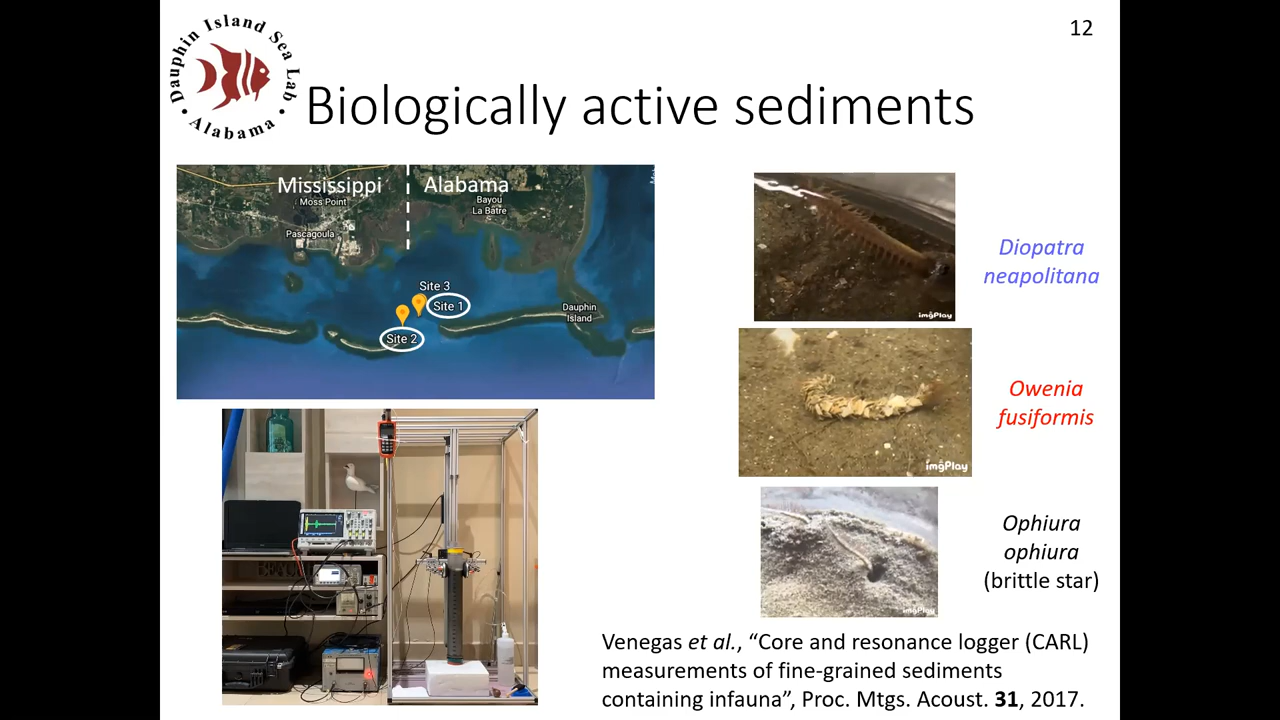 12
Dauphin Island Sea Lab
• Alabama •
Biologically active sediments
Mississippi
Alabama
Moss Point
Bayou
La Batre
Pascagoula
Site 3
Site 1
Dauphin
Island
Site 2
imgPlay
Diopatra
neapolitana
imgPlay
Owenia
fusiformis
imgPlay
Ophiura
ophiura
(brittle star)
Venegas et al., “Core and resonance logger (CARL)
measurements of fine-grained sediments
containing infauna”, Proc. Mtgs. Acoust. 31, 2017.